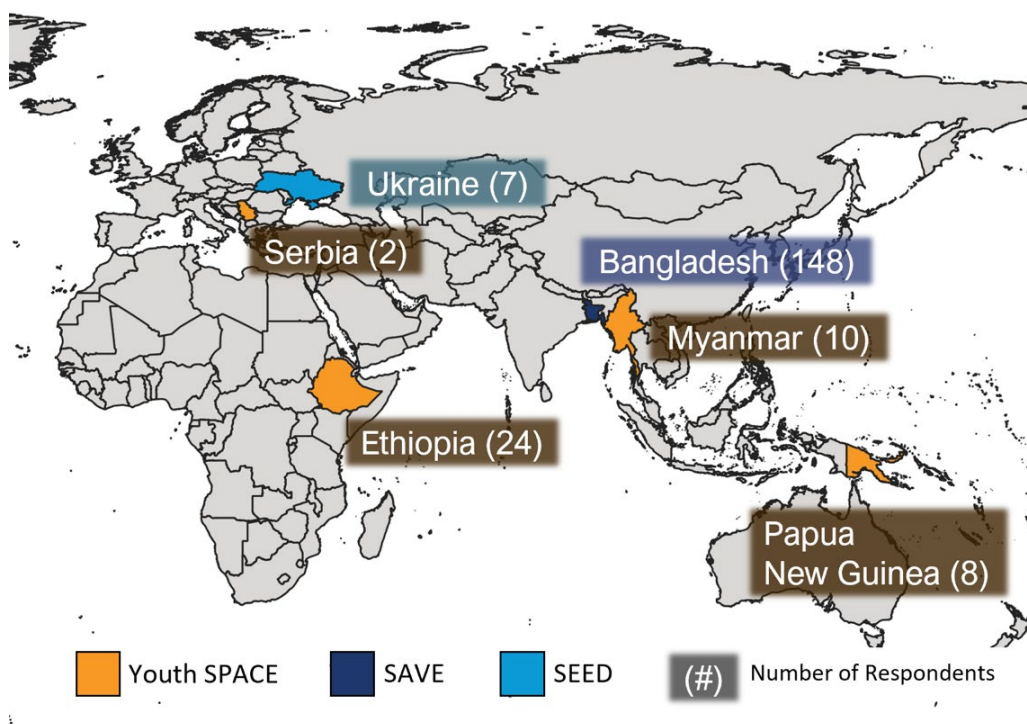 Ukraine (7)
Serbia (2)
Bangladesh (148)
Myanmar (10)
Ethiopia (24)
Papua
New Guinea (8)
Youth SPACE
SAVE
SEED
(#) Number of Respondents